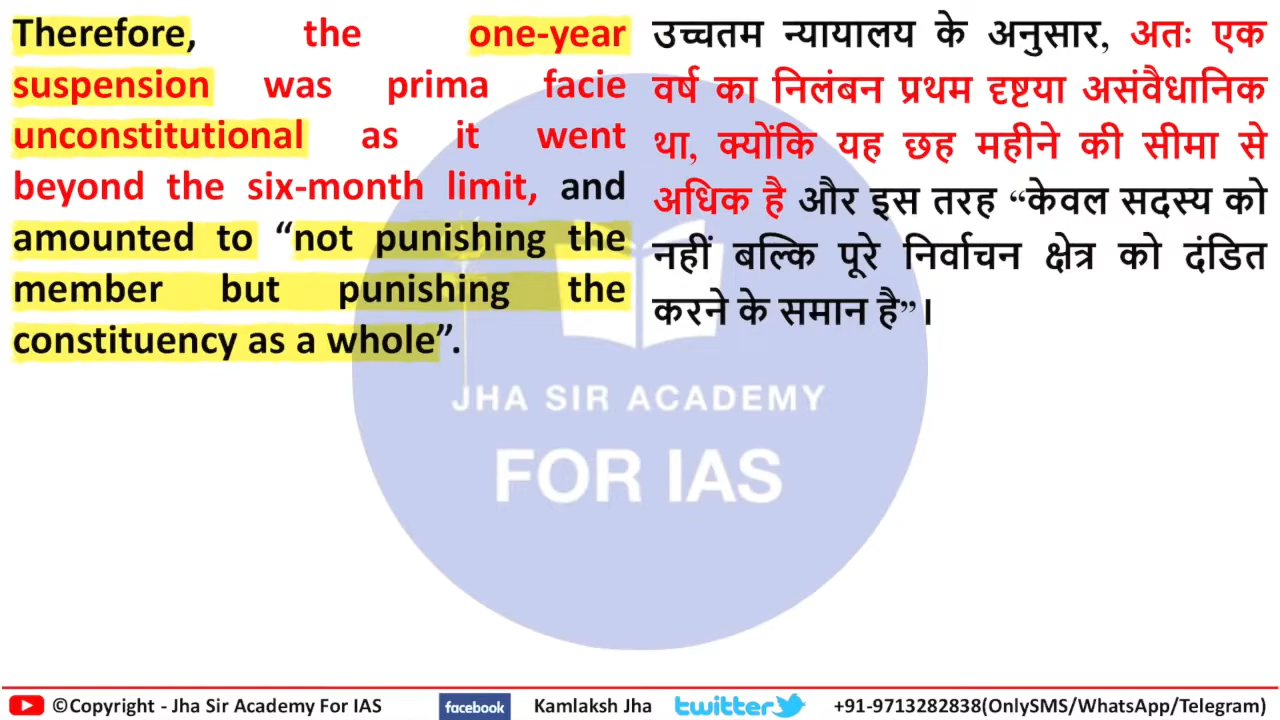 Therefore, the one-year
suspension was prima facie
unconstitutional as it went
beyond the six-month limit, and
amounted to “not punishing the
member but punishing the
constituency as a whole”.
उच्चतम न्यायालय के अनुसार, अतः एक
वर्ष का निलंबन प्रथम दृष्टया असंवैधानिक
था, क्योंकि यह छह महीने की सीमा से
अधिक है और इस तरह “केवल सदस्य को
नहीं बल्कि पूरे निर्वाचन क्षेत्र को दंडित
करने के समान है”।
JHA SIR ACADEMY
FOR IAS
©Copyright - Jha Sir Academy For IAS facebook Kamlaksh Jha twitter +91-9713282838(OnlySMS/WhatsApp/Telegram)